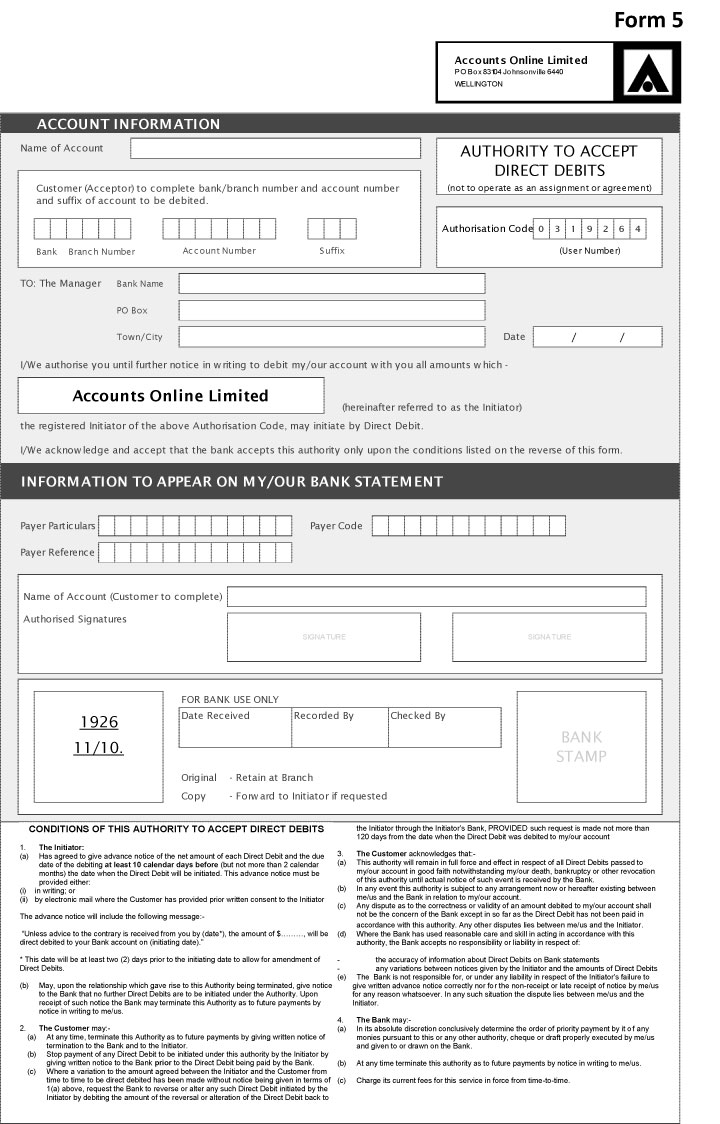 Form 5
Accounts Online Limited
PO Box 83104 Johnsonville 6440
WELLINGTON
ACCOUNT INFORMATION
Name of Account
AUTHORITY TO ACCEPT
DIRECT DEBITS
(not to operate as an assignment or agreement)
Customer (Acceptor) to complete bank/branch number and account number
and suffix of account to be debited.
Authorisation Code 0 3 1 9 2 6 4
(User Number)
Bank Branch Number Account Number Suffix
TO: The Manager Bank Name
PO Box
Town/City Date / /
I/We authorise you until further notice in writing to debit my/our account with you all amounts which -
Accounts Online Limited
(hereinafter referred to as the Initiator)
the registered Initiator of the above Authorisation Code, may initiate by Direct Debit.
I/We acknowledge and accept that the bank accepts this authority only upon the conditions listed on the reverse of this form.
INFORMATION TO APPEAR ON MY/OUR BANK STATEMENT
Payer Particulars Payer Code
Payer Reference
Name of Account (Customer to complete)
Authorised Signatures
SIGNATURE SIGNATURE
1926
11/10.
FOR BANK USE ONLY
Date Received Recorded By Checked By
BANK
STAMP
Original - Retain at Branch
Copy - Forward to Initiator if requested
CONDITIONS OF THIS AUTHORITY TO ACCEPT DIRECT DEBITS
1. The Initiator:
(a) Has agreed to give advance notice of the net amount of each Direct Debit and the due
date of the debiting at least 10 calendar days before (but not more than 2 calendar
months) the date when the Direct Debit will be initiated. This advance notice must be
provided either:
(i) in writing; or
(ii) by electronic mail where the Customer has provided prior written consent to the Initiator
The advance notice will include the following message:-
"Unless advice to the contrary is received from you by (date*), the amount of $………, will be
direct debited to your Bank account on (initiating date)."
* This date will be at least two (2) days prior to the initiating date to allow for amendment of
Direct Debits.
(b) May, upon the relationship which gave rise to this Authority being terminated, give notice
to the Bank that no further Direct Debits are to be initiated under the Authority. Upon
receipt of such notice the Bank may terminate this Authority as to future payments by
notice in writing to me/us.
2. The Customer may:-
(a) At any time, terminate this Authority as to future payments by giving written notice of
termination to the Bank and to the Initiator.
(b) Stop payment of any Direct Debit to be initiated under this authority by the Initiator by
giving written notice to the Bank prior to the Direct Debit being paid by the Bank.
(c) Where a variation to the amount agreed between the Initiator and the Customer from
time to time to be direct debited has been made without notice being given in terms of
1(a) above, request the Bank to reverse or alter any such Direct Debit initiated by the
Initiator by debiting the amount of the reversal or alteration of the Direct Debit back to
the Initiator through the Initiator's Bank, PROVIDED such request is made not more than
120 days from the date when the Direct Debit was debited to my/our account
3. The Customer acknowledges that:-
(a) This authority will remain in full force and effect in respect of all Direct Debits passed to
my/our account in good faith notwithstanding my/our death, bankruptcy or other revocation
of this authority until actual notice of such event is received by the Bank.
(b) In any event this authority is subject to any arrangement now or hereafter existing between
me/us and the Bank in relation to my/our account.
(c) Any dispute as to the correctness or validity of an amount debited to my/our account shall
not be the concern of the Bank except in so far as the Direct Debit has not been paid in
accordance with this authority. Any other disputes lies between me/us and the Initiator.
(d) Where the Bank has used reasonable care and skill in acting in accordance with this
authority, the Bank accepts no responsibility or liability in respect of:
- the accuracy of information about Direct Debits on Bank statements
- any variations between notices given by the Initiator and the amounts of Direct Debits
(e) The Bank is not responsible for, or under any liability in respect of the Initiator's failure to
give written advance notice correctly nor for the non-receipt or late receipt of notice by me/us
for any reason whatsoever. In any such situation the dispute lies between me/us and the
Initiator.
4. The Bank may:-
(a) In its absolute discretion conclusively determine the order of priority payment by it of any
monies pursuant to this or any other authority, cheque or draft properly executed by me/us
and given to or drawn on the Bank.
(b) At any time terminate this authority as to future payments by notice in writing to me/us.
(c) Charge its current fees for this service in force from time-to-time.